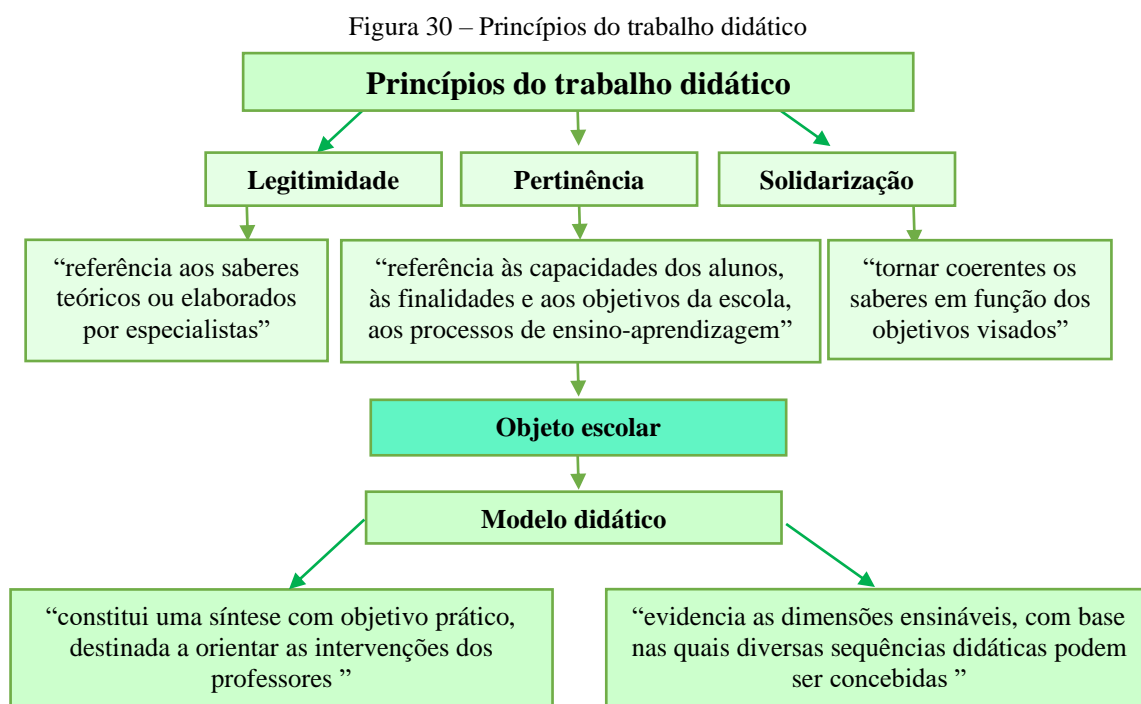 Figura 30 – Princípios do trabalho didático
Princípios do trabalho didático
Legitimidade
Pertinência
Solidarização
“referência aos saberes
teóricos ou elaborados
por especialistas”
“referência às capacidades dos alunos,
às finalidades e aos objetivos da escola,
aos processos de ensino-aprendizagem”
“tornar coerentes os
saberes em função dos
objetivos visados”
Objeto escolar
Modelo didático
“constitui uma síntese com objetivo prático,
destinada a orientar as intervenções dos
professores ”
“evidencia as dimensões ensináveis, com base
nas quais diversas sequências didáticas podem
ser concebidas ”